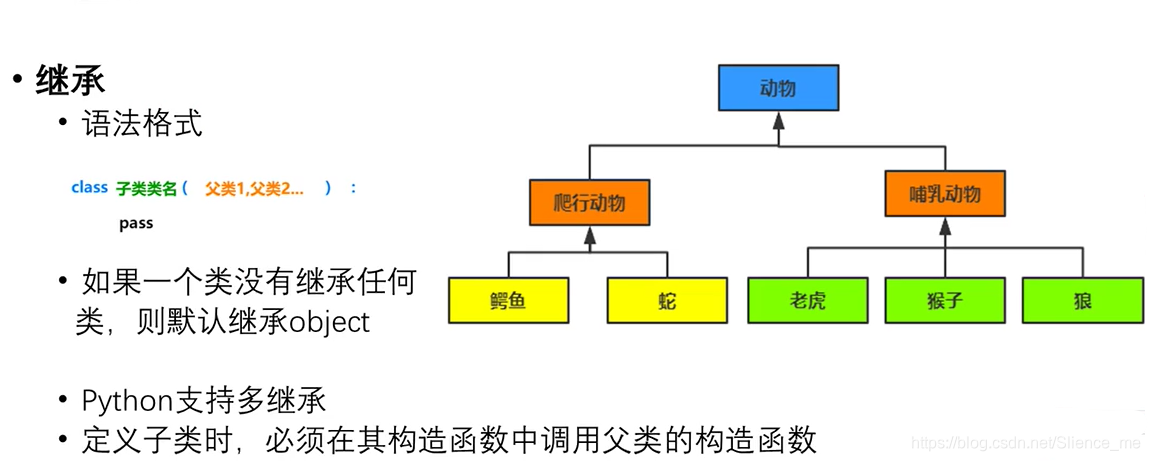 • 继承
• 语法格式
class 子类类名 ( 父类1,父类2... ) :
pass
• 如果一个类没有继承任何
类，则默认继承object
• Python支持多继承
• 定义子类时，必须在其构造函数中调用父类的构造函数
动物
爬行动物
哺乳动物
鳄鱼
蛇
老虎
猴子
狼
https://blog.csdn.net/Slience_me